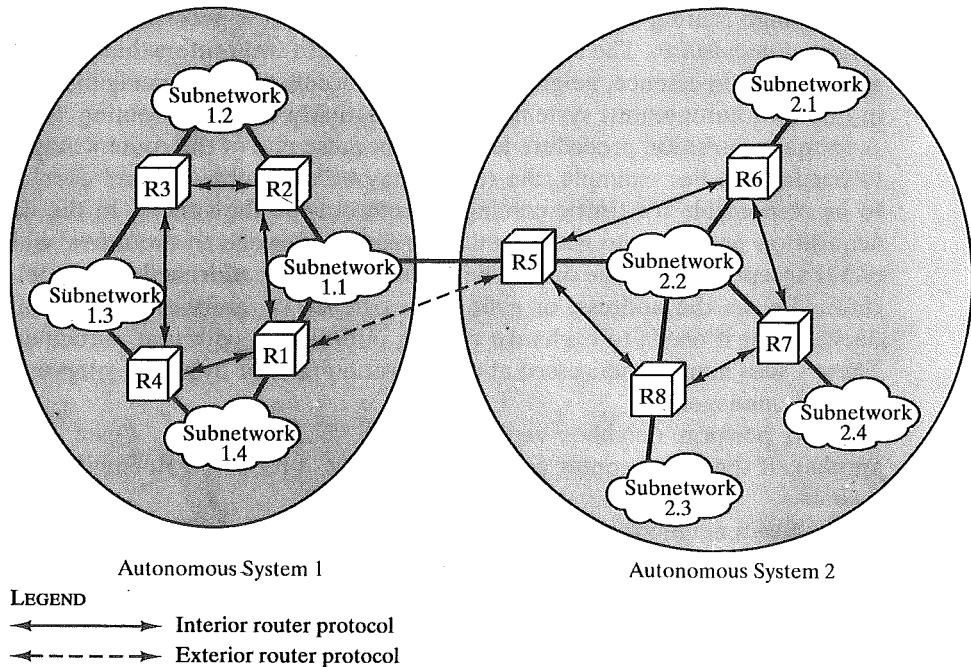 Subnetwork
1.2
R3
R2
Subnetwork
1.1
Subnetwork
1.3
R4
R1
Subnetwork
1.4
Subnetwork
2.1
R6
R5
Subnetwork
2.2
R7
R8
Subnetwork
2.4
Subnetwork
2.3
Autonomous System 1
Autonomous System 2
LEGEND
Interior router protocol
Exterior router protocol